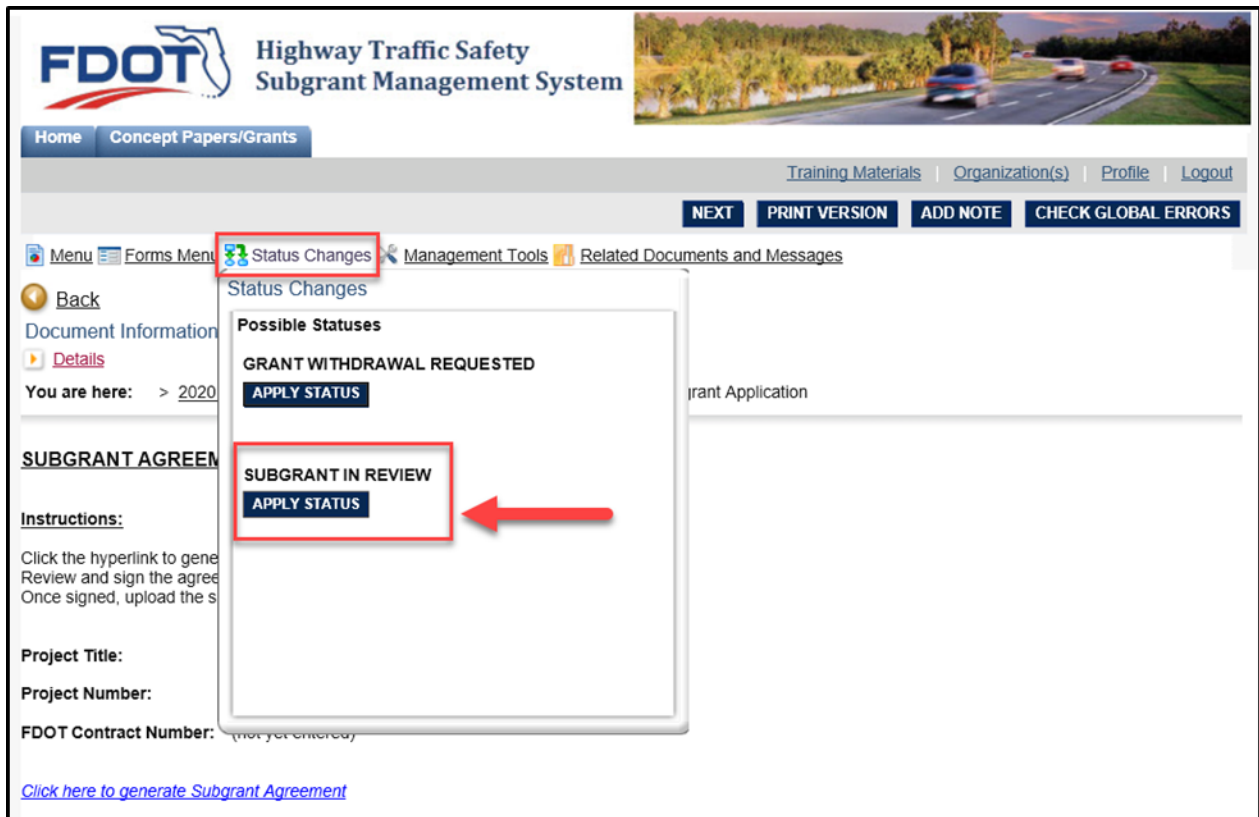 FDOT
Highway Traffic Safety
Subgrant Management System
Home Concept Papers/Grants
Training Materials Organization(s) Profile Logout
NEXT PRINT VERSION ADD NOTE CHECK GLOBAL ERRORS
Menu Forms Menu Status Changes Management Tools Related Documents and Messages
Back
Status Changes
Document Information
Possible Statuses
Details
GRANT WITHDRAWAL REQUESTED
You are here: > 2020 APPLY STATUS Application
SUBGRANT
SUBGRANT IN REVIEW
APPLY STATUS
Instructions:
Click the hyperlink to
Review and sign the
Once signed, upload the
Project Title:
Project Number:
FDOT Contract Number: (not yet entered)
Click here to generate Subgrant Agreement